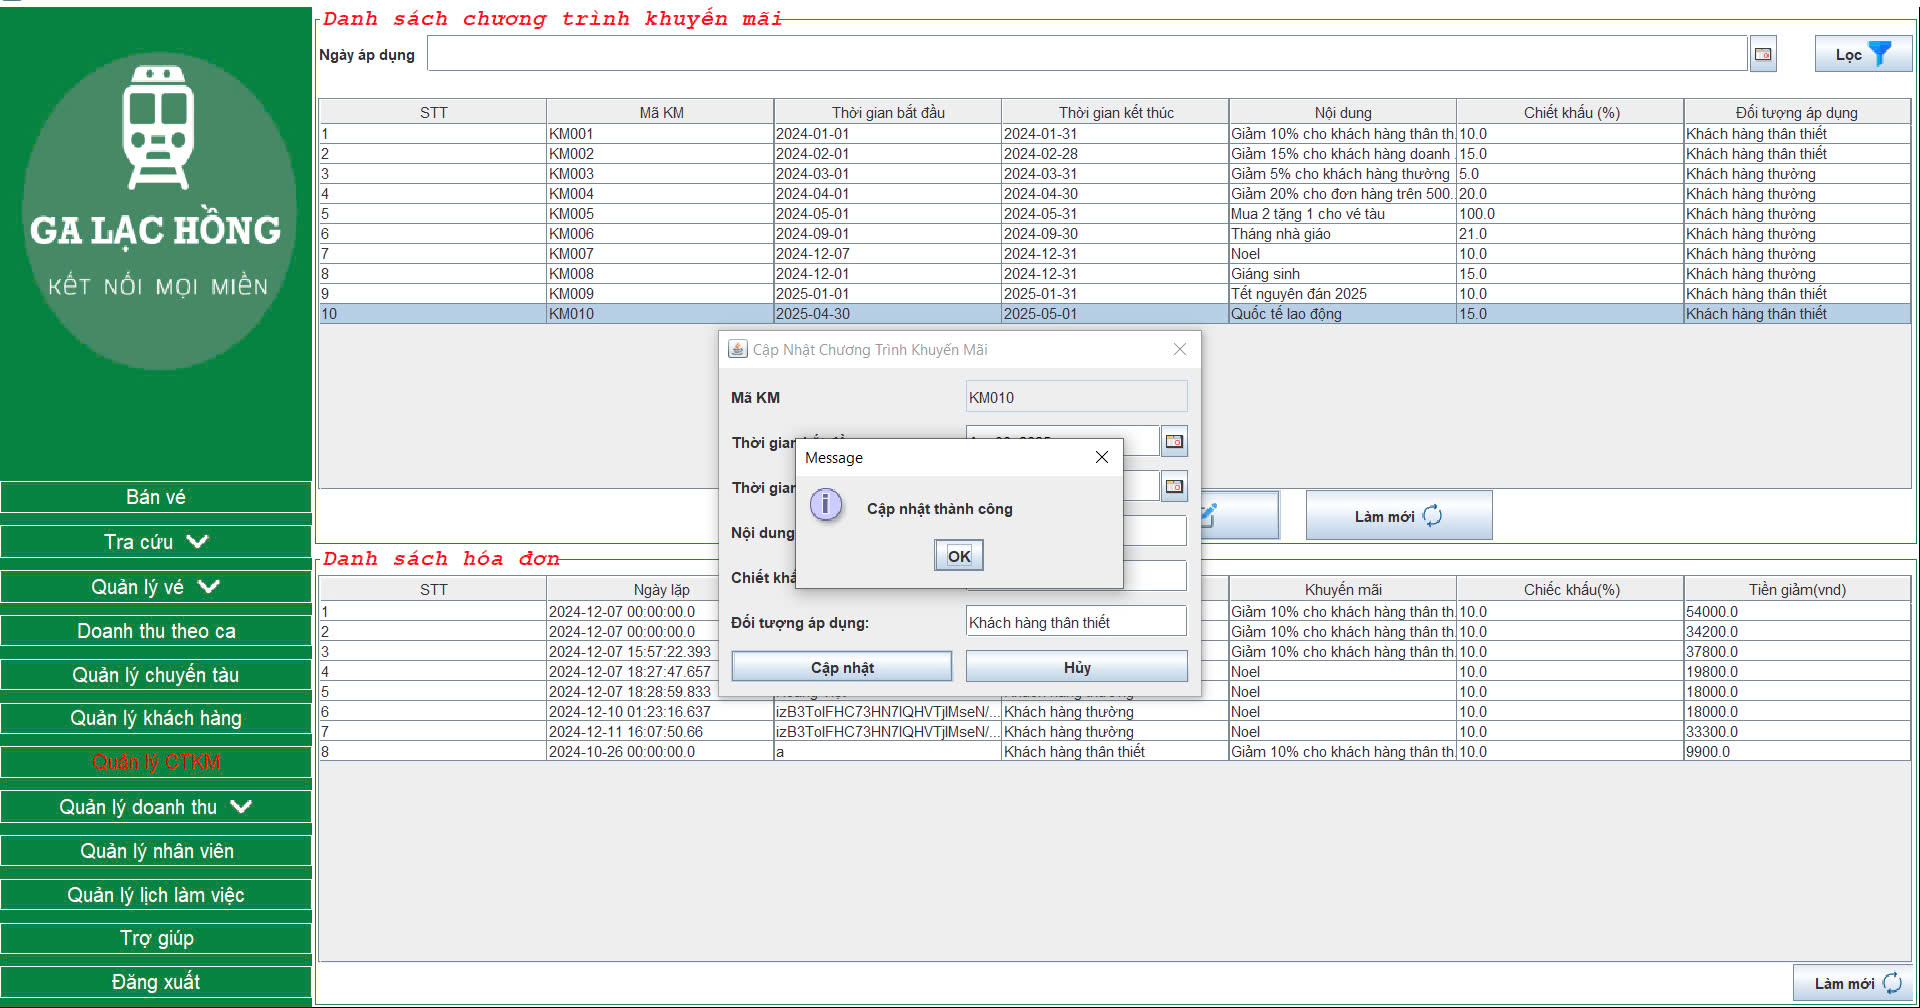 GA LẠC HỒNG
KẾT NỐI MỌI MIỀN
Bán vé
Tra cứu
Quản lý vé
Doanh thu theo ca
Quản lý chuyến tàu
Quản lý khách hàng
Quản lý CTKM
Quản lý doanh thu
Quản lý nhân viên
Quản lý lịch làm việc
Trợ giúp
Đăng xuất
Danh sách chương trình khuyến mãi
Ngày áp dụng
Lọc
STT Mã KM Thời gian bắt đầu Thời gian kết thúc Nội dung Chiết khấu (%) Đối tượng áp dụng
1 KM001 2024-01-01 2024-01-31 Giảm 10% cho khách hàng thân th... 10.0 Khách hàng thân thiết
2 KM002 2024-02-01 2024-02-28 Giảm 15% cho khách hàng doanh ... 15.0 Khách hàng thân thiết
3 KM003 2024-03-01 2024-03-31 Giảm 5% cho khách hàng thường 5.0 Khách hàng thường
4 KM004 2024-04-01 2024-04-30 Giảm 20% cho đơn hàng trên 500... 20.0 Khách hàng thường
5 KM005 2024-05-01 2024-05-31 Mua 2 tặng 1 cho vé tàu 100.0 Khách hàng thường
6 KM006 2024-09-01 2024-09-30 Tháng nhà giáo 21.0 Khách hàng thường
7 KM007 2024-12-07 2024-12-31 Noel 10.0 Khách hàng thường
8 KM008 2024-12-01 2024-12-31 Giáng sinh 15.0 Khách hàng thường
9 KM009 2025-01-01 2025-01-31 Tết nguyên đán 2025 10.0 Khách hàng thân thiết
10 KM010 2025-04-30 2025-05-01 Quốc tế lao động 15.0 Khách hàng thân thiết
Cập Nhật Chương Trình Khuyến Mãi
Mã KM KM010
Thời gian
Thời gian
Nội dung
Chiết
Đối tượng áp dụng: Khách hàng thân thiết
Cập nhật Hủy
Message
Cập nhật thành công
OK
Làm mới
Danh sách hóa đơn
STT Ngày lập Khuyến mãi Chiếc khấu(%) Tiền giảm(vnd)
1 2024-12-07 00:00:00.0 Giảm 10% cho khách hàng thân th... 10.0 54000.0
2 2024-12-07 00:00:00.0 Giảm 10% cho khách hàng thân th... 10.0 34200.0
3 2024-12-07 15:57:22.393 Giảm 10% cho khách hàng thân th... 10.0 37800.0
4 2024-12-07 18:27:47.657 Noel 10.0 19800.0
5 2024-12-07 18:28:59.833 Noel 10.0 18000.0
6 2024-12-10 01:23:16.637 izB3TolFHC73HN7lQHVTjlMseN/... Khách hàng thường Noel 10.0 18000.0
7 2024-12-11 16:07:50.66 izB3TolFHC73HN7lQHVTjlMseN/... Khách hàng thường Noel 10.0 33300.0
8 2024-10-26 00:00:00.0 a Khách hàng thân thiết Giảm 10% cho khách hàng thân th... 10.0 9900.0
Làm mới